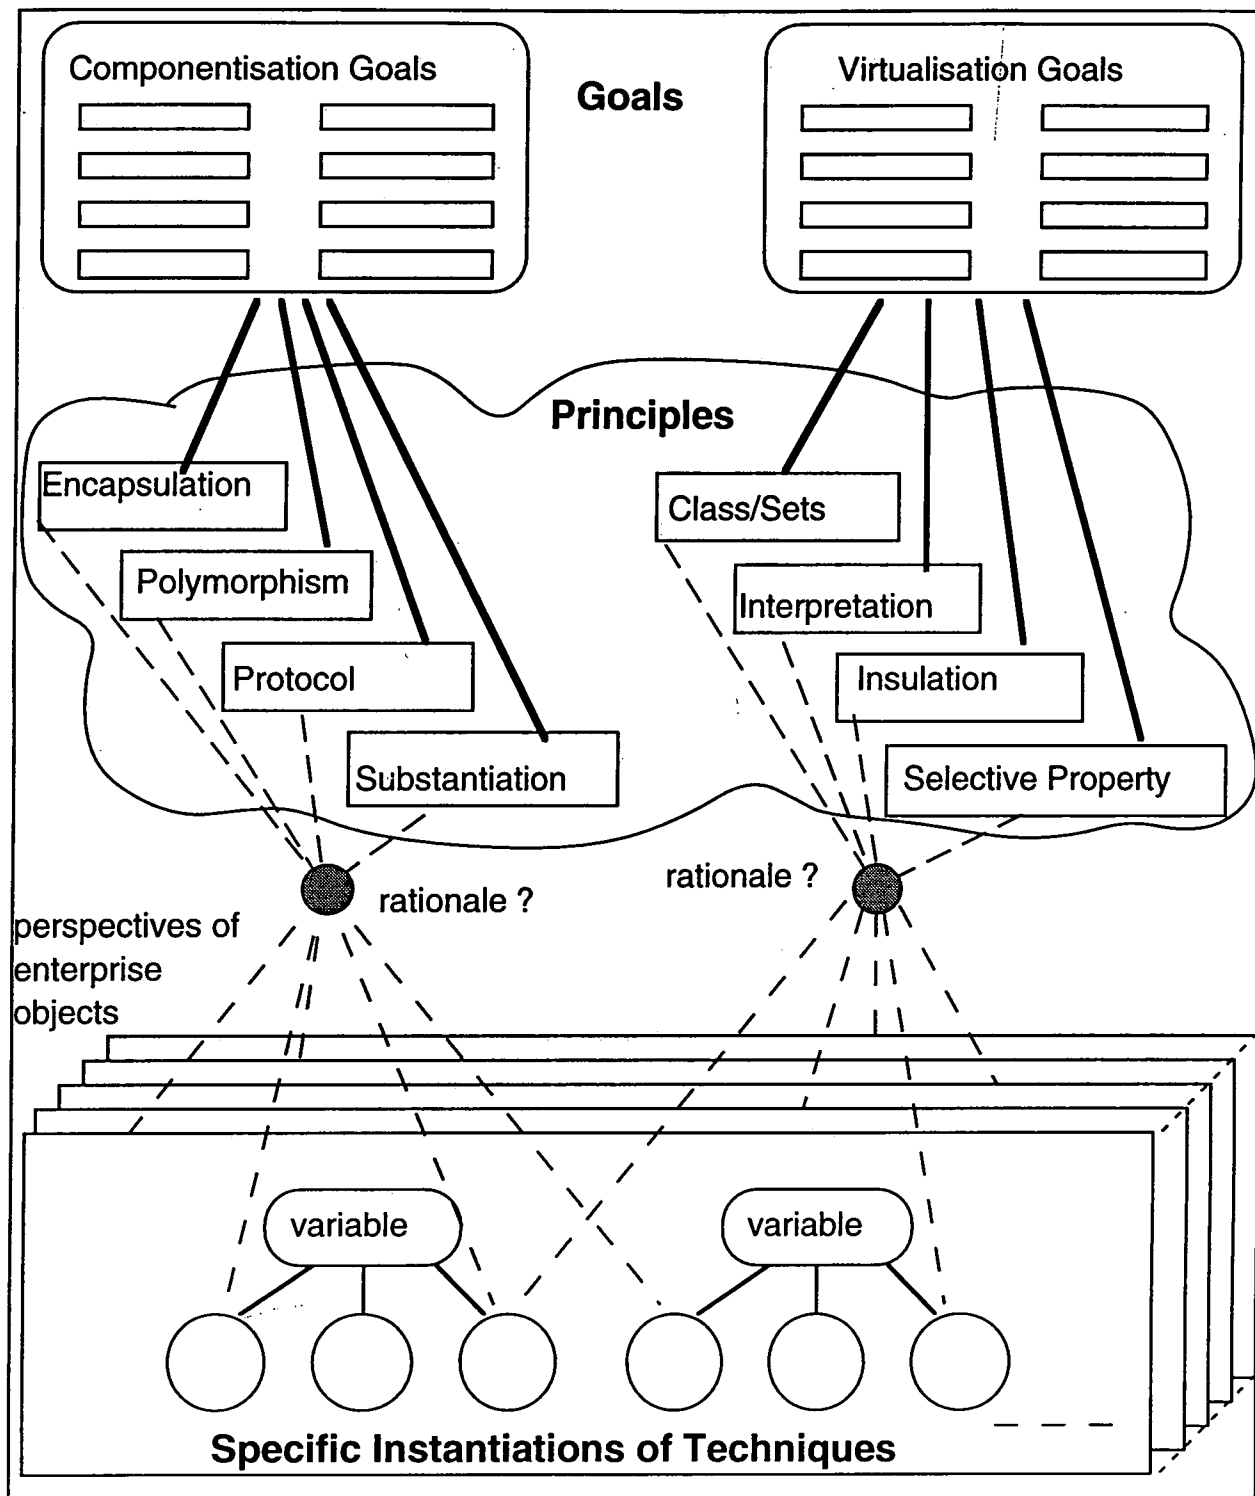 Componentisation Goals
Virtualisation Goals
Goals
Principles
Encapsulation
Class/Sets
Polymorphism
Interpretation
Protocol
Insulation
Substantiation
Selective Property
rationale ?
rationale ?
perspectives of
enterprise
objects
variable
variable
Specific Instantiations of Techniques